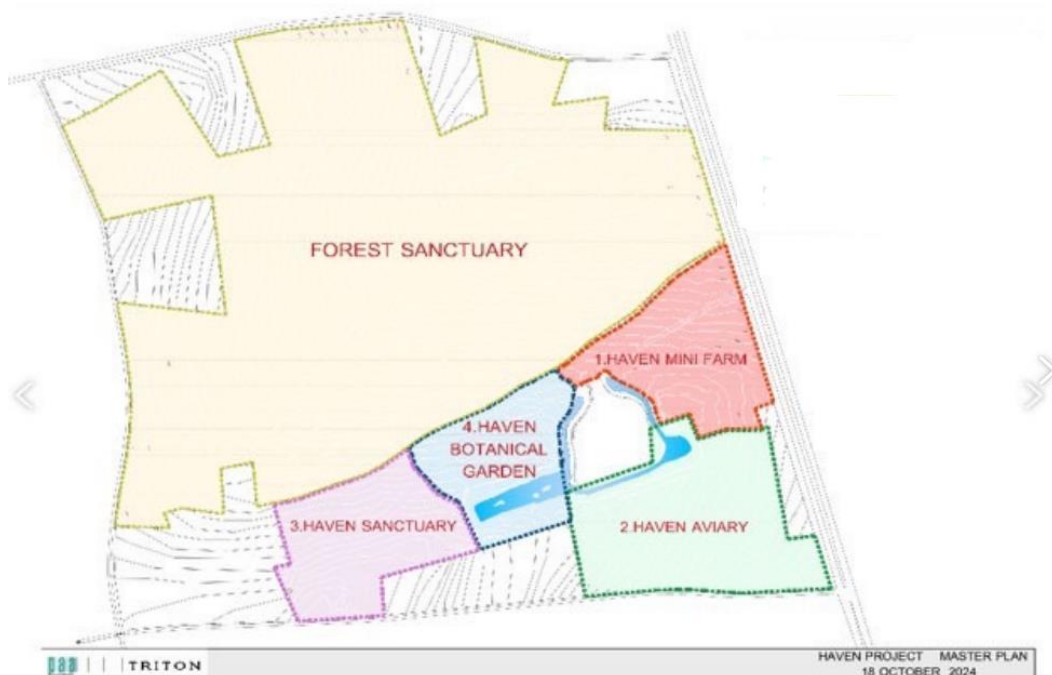 FOREST SANCTUARY
1.HAVEN MINI FARM
4.HAVEN
BOTANICAL
GARDEN
3.HAVEN SANCTUARY
2.HAVEN AVIARY
TRITON
HAVEN PROJECT MASTER PLAN
18 OCTOBER 2024